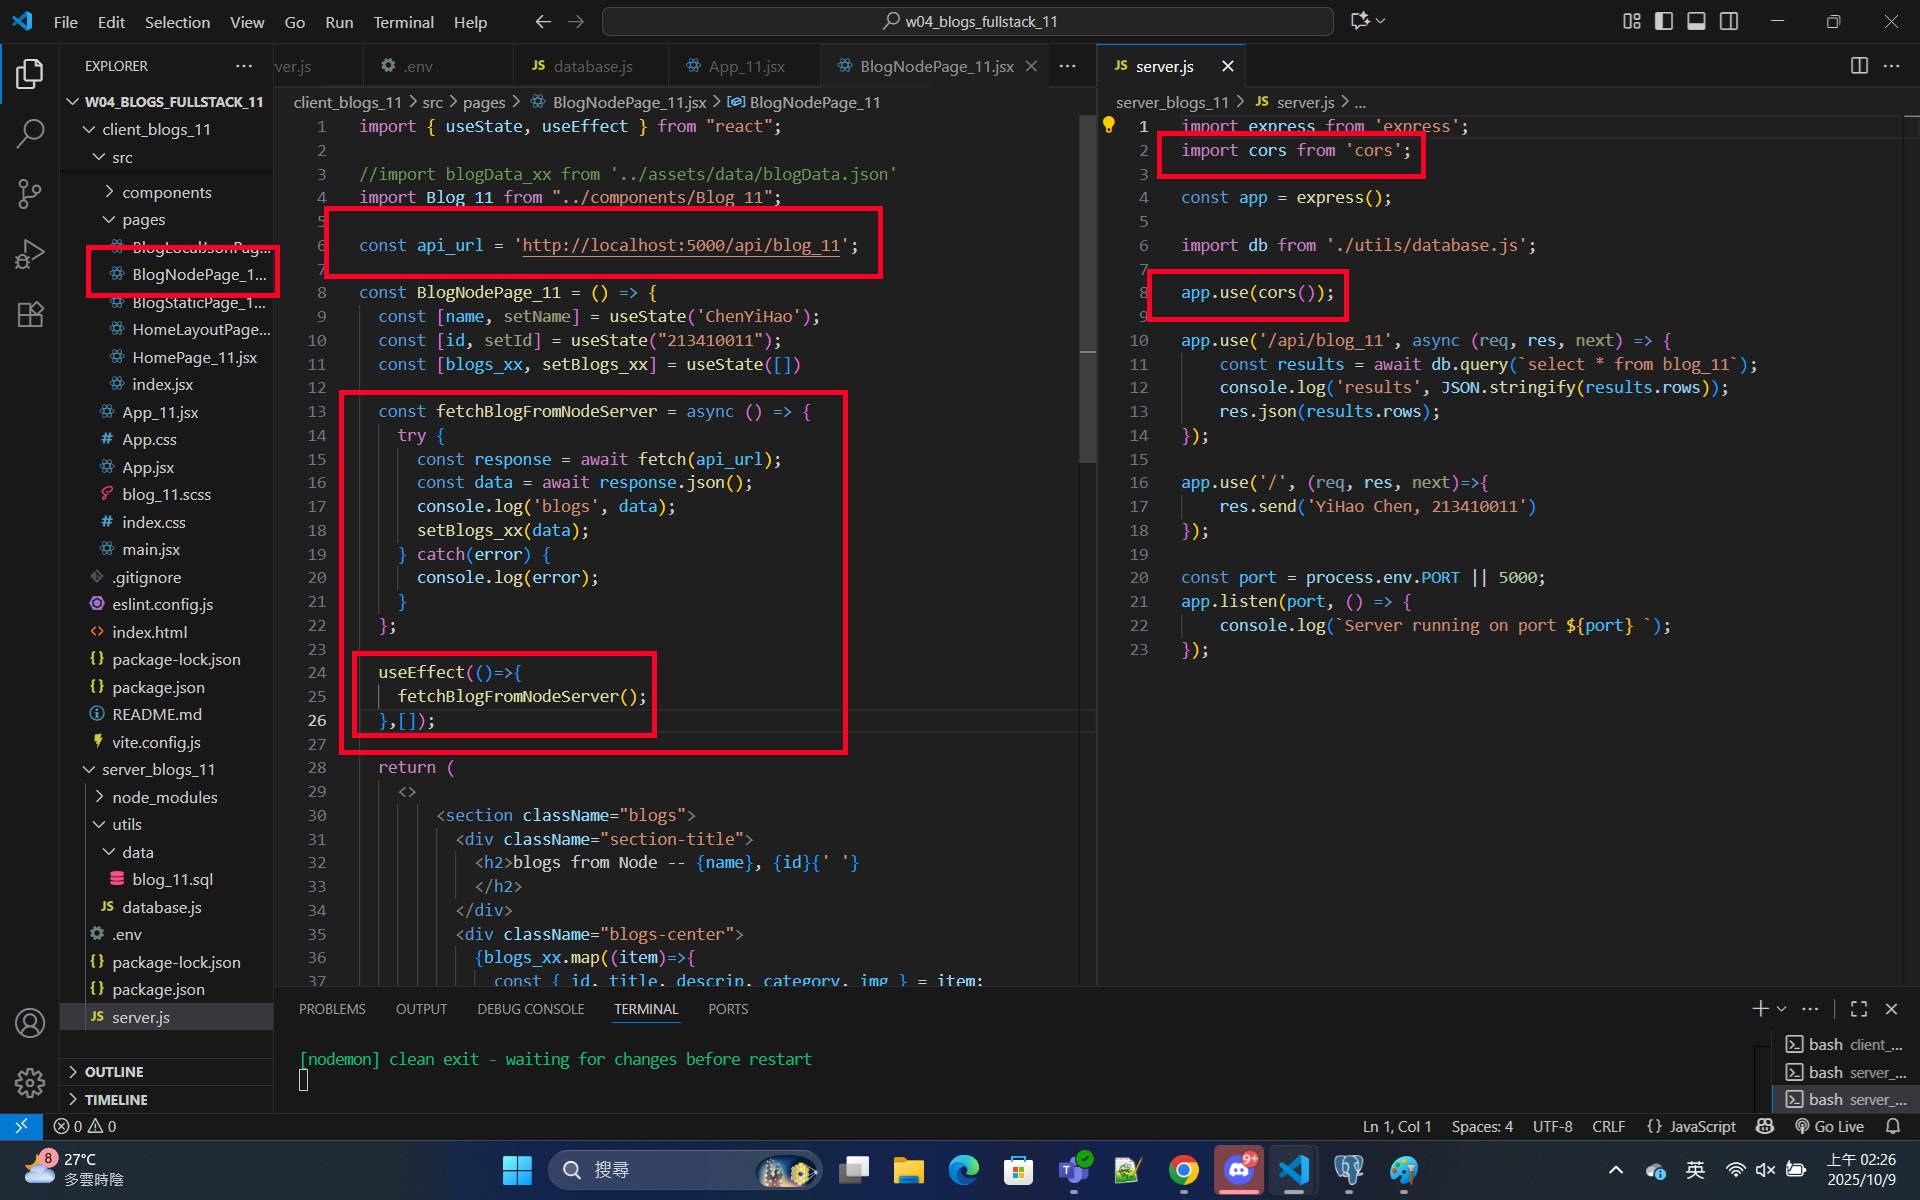 File Edit Selection View Go Run Terminal Help
w04_blogs_fullstack_11
EXPLORER
W04_BLOGS_FULLSTACK_11
client_blogs_11
src
components
pages
BlogLocalJsonPag...
BlogNodePage_1...
BlogStaticPage_1...
HomeLayoutPage...
HomePage_11.jsx
index.jsx
App_11.jsx
App.css
App.jsx
blog_11.scss
index.css
main.jsx
.gitignore
eslint.config.js
index.html
package-lock.json
package.json
README.md
vite.config.js
server_blogs_11
node_modules
utils
data
blog_11.sql
database.js
.env
package-lock.json
package.json
server.js
OUTLINE
TIMELINE
ver.js .env JS database.js App_11.jsx BlogNodePage_11.jsx
client_blogs_11 > src > pages > BlogNodePage_11.jsx > BlogNodePage_11
1 import { useState, useEffect } from "react";
2
3 //import blogData_xx from '../assets/data/blogData.json'
4 import Blog_11 from "../components/Blog_11";
5
6 const api_url = 'http://localhost:5000/api/blog_11';
7
8 const BlogNodePage_11 = () => {
9 const [name, setName] = useState('ChenYiHao');
10 const [id, setId] = useState("213410011");
11 const [blogs_xx, setBlogs_xx] = useState([])
12
13 const fetchBlogFromNodeServer = async () => {
14 try {
15 const response = await fetch(api_url);
16 const data = await response.json();
17 console.log('blogs', data);
18 setBlogs_xx(data);
19 } catch(error) {
20 console.log(error);
21 }
22 };
23
24 useEffect(()=>{
25 fetchBlogFromNodeServer();
26 },[]);
27
28 return (
29 <>
30 <section className="blogs">
31 <div className="section-title">
32 <h2>blogs from Node -- {name}, {id}{' '}
33 </h2>
34 </div>
35 <div className="blogs-center">
36 {blogs_xx.map((item)=>{
37 const { id, title, descrip, category, img } = item;
JS server.js
server_blogs_11 > JS server.js > ...
1 import express from 'express';
2 import cors from 'cors';
3
4 const app = express();
5
6 import db from './utils/database.js';
7
8 app.use(cors());
9
10 app.use('/api/blog_11', async (req, res, next) => {
11 const results = await db.query(`select * from blog_11`);
12 console.log('results', JSON.stringify(results.rows));
13 res.json(results.rows);
14 });
15
16 app.use('/', (req, res, next)=>{
17 res.send('YiHao Chen, 213410011')
18 });
19
20 const port = process.env.PORT || 5000;
21 app.listen(port, () => {
22 console.log(`Server running on port ${port} `);
23 });
PROBLEMS OUTPUT DEBUG CONSOLE TERMINAL PORTS
[nodemon] clean exit - waiting for changes before restart
bash client_...
bash server_...
bash server_...
0 0
Ln 1, Col 1 Spaces: 4 UTF-8 CRLF {} JavaScript Go Live
8
27°C
多雲時陰
搜尋
9+
英
上午 02:26
2025/10/9